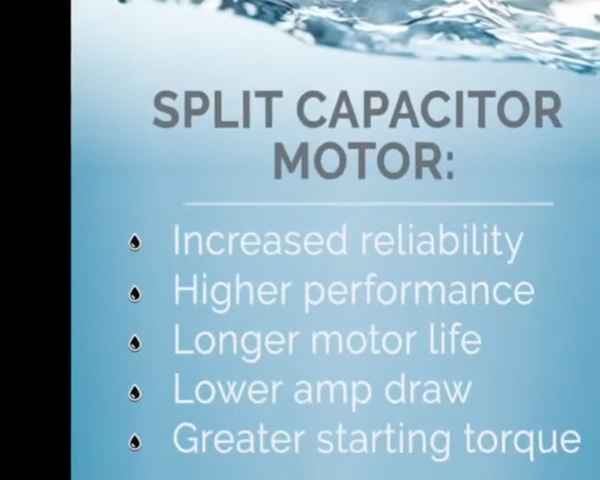 SPLIT CAPACITOR
MOTOR:
Increased reliability
Higher performance
Longer motor life
Lower amp draw
Greater starting torque